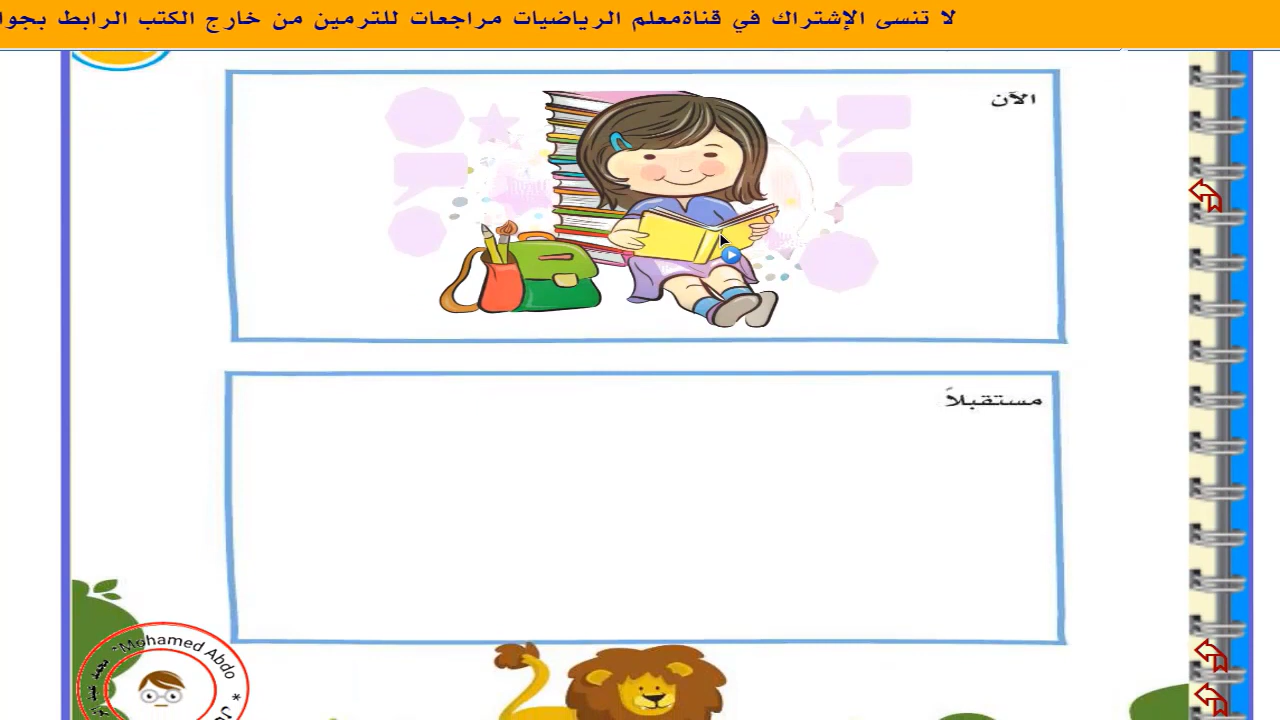 لا تنسى الإشتراك في قناةمعلم الرياضيات مراجعات للترمين من خارج الكتب الرابط بجوا
الآن
مستقبلاً
Mohamed Abdo